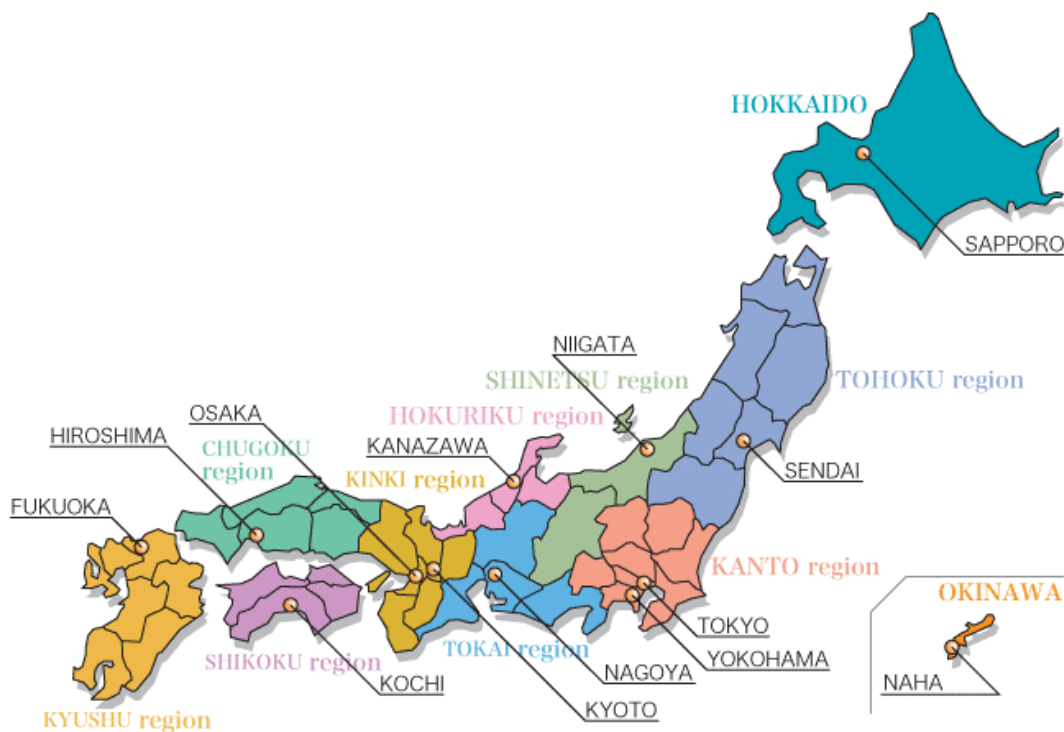 HOKKAIDO
SAPPORO
NIIGATA
SHINETSU region
TOHOKU region
OSAKA
HOKURIKU region
HIROSHIMA
CHUGOKU
region
KANAZAWA
KINKI region
SENDAI
FUKUOKA
KANTO region
OKINAWA
TOKYO
TOKAI region
SHIKOKU region
YOKOHAMA
NAGOYA
KOCHI
NAHA
KYOTO
KYUSHU region